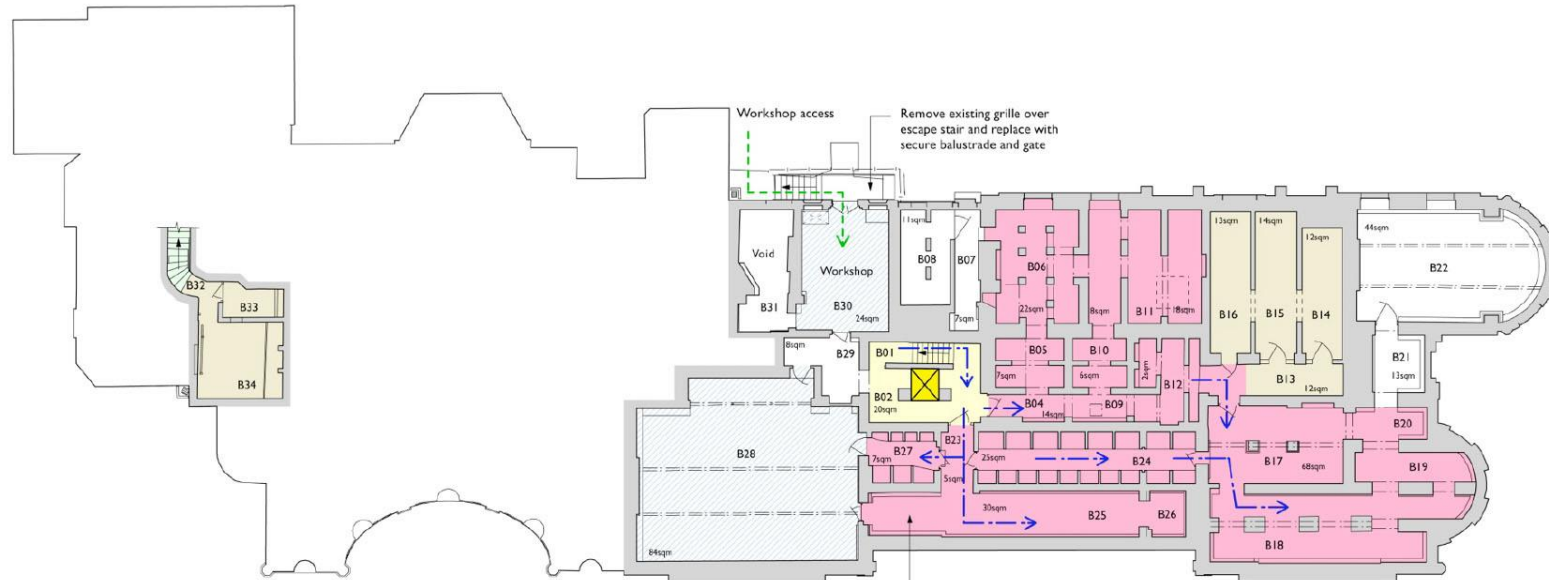 Workshop access
Remove existing grille over
escape stair and replace with
secure balustrade and gate
11sqm
13sqm
14sqm
12sqm
44sqm
Void
B08
B07
B06
B22
Workshop
B32
B33
B31
B30
24sqm
7sqm
22sqm
8sqm
B11
18sqm
B16
B15
B14
B34
8sqm
B29
B01
B05
B10
7sqm
6sqm
2sqm
B12
B21
13sqm
B13
12sqm
B02
20sqm
B04
14sqm
B09
B20
B28
B27
7sqm
B23
5sqm
25sqm
B24
B17
68sqm
B19
30sqm
B25
B26
B18
84sqm